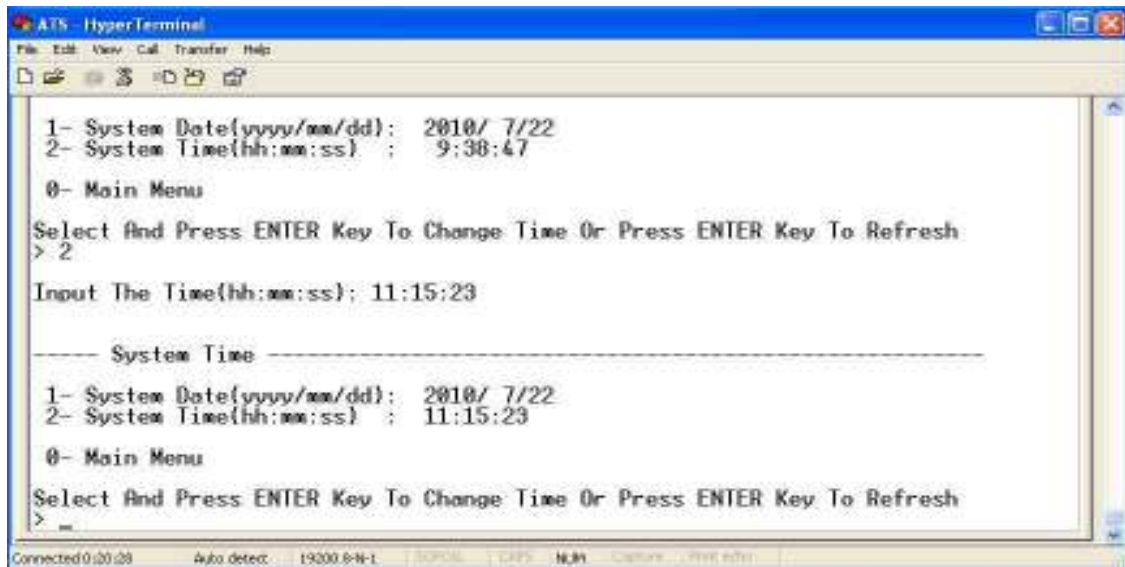 ATS - HyperTerminal
File Edit View Call Transfer Help
1- System Date(yyyy/mm/dd): 2010/ 7/22
2- System Time(hh:mm:ss) : 9:38:47
0- Main Menu
Select And Press ENTER Key To Change Time Or Press ENTER Key To Refresh
> 2
Input The Time(hh:mm:ss): 11:15:23
----- System Time ----------------------------------------------------------
1- System Date(yyyy/mm/dd): 2010/ 7/22
2- System Time(hh:mm:ss) : 11:15:23
0- Main Menu
Select And Press ENTER Key To Change Time Or Press ENTER Key To Refresh
> _
Connected 0:20:28 Auto detect 19200 8-N-1 SCROLL CAPS NUM Capture Print echo